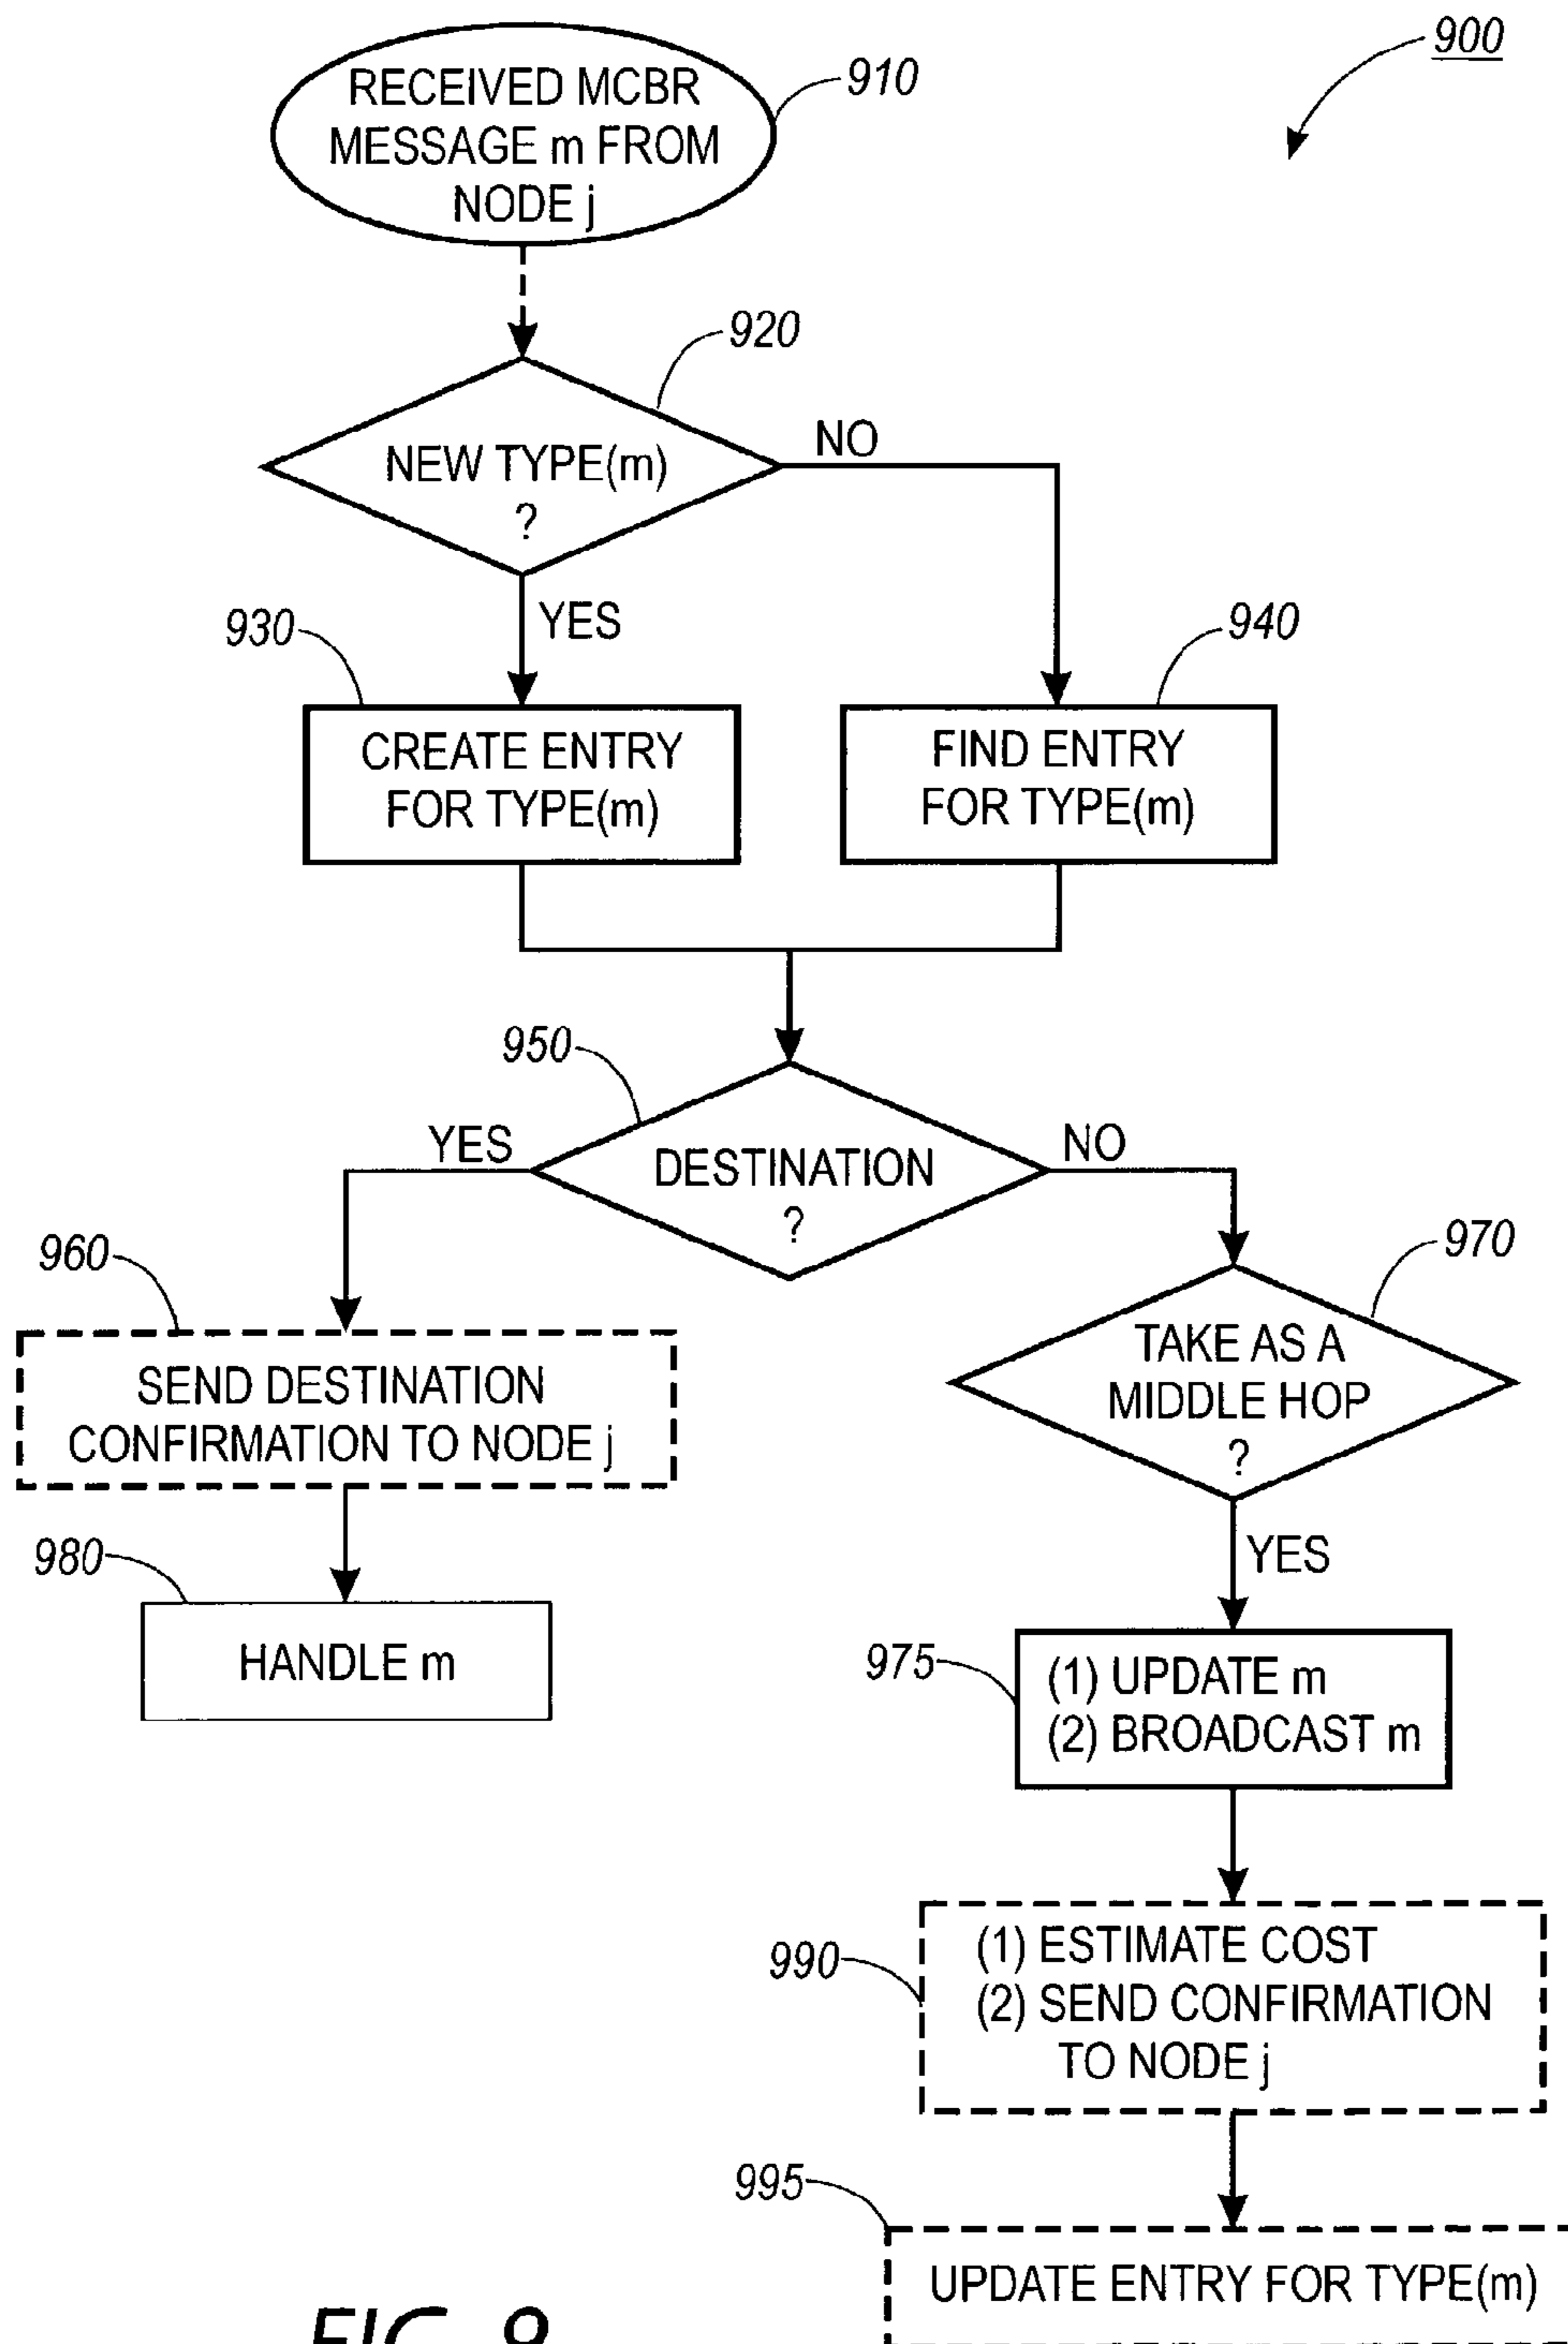 900
910
RECEIVED MCBR
MESSAGE m FROM
NODE j
920
NEW TYPE(m)
?
NO
YES
930
940
CREATE ENTRY
FOR TYPE(m)
FIND ENTRY
FOR TYPE(m)
950
YES
NO
DESTINATION
?
960
970
SEND DESTINATION
CONFIRMATION TO NODE j
TAKE AS A
MIDDLE HOP
?
YES
980
HANDLE m
975
(1) UPDATE m
(2) BROADCAST m
990
(1) ESTIMATE COST
(2) SEND CONFIRMATION
TO NODE j
995
UPDATE ENTRY FOR TYPE(m)
FIG. 9